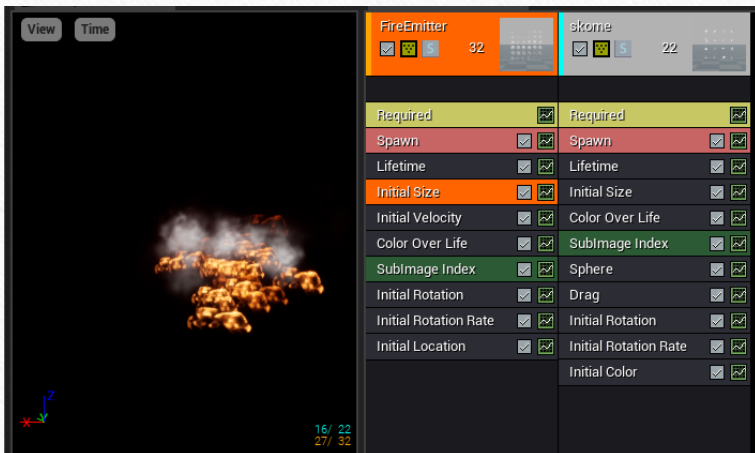 View Time
Z
16/ 22
27/ 32
FireEmitter
S 32
Required
Spawn
Lifetime
Initial Size
Initial Velocity
Color Over Life
SubImage Index
Initial Rotation
Initial Rotation Rate
Initial Location
skome
S 22
Required
Spawn
Lifetime
Initial Size
Color Over Life
SubImage Index
Sphere
Drag
Initial Rotation
Initial Rotation Rate
Initial Color